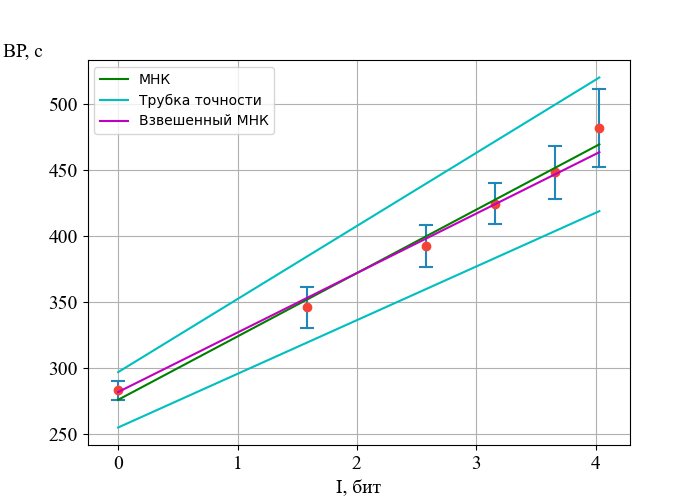 ВР, с
МНК
Трубка точности
Взвешенный МНК
500
450
400
350
300
250
0 1 2 3 4
I, бит